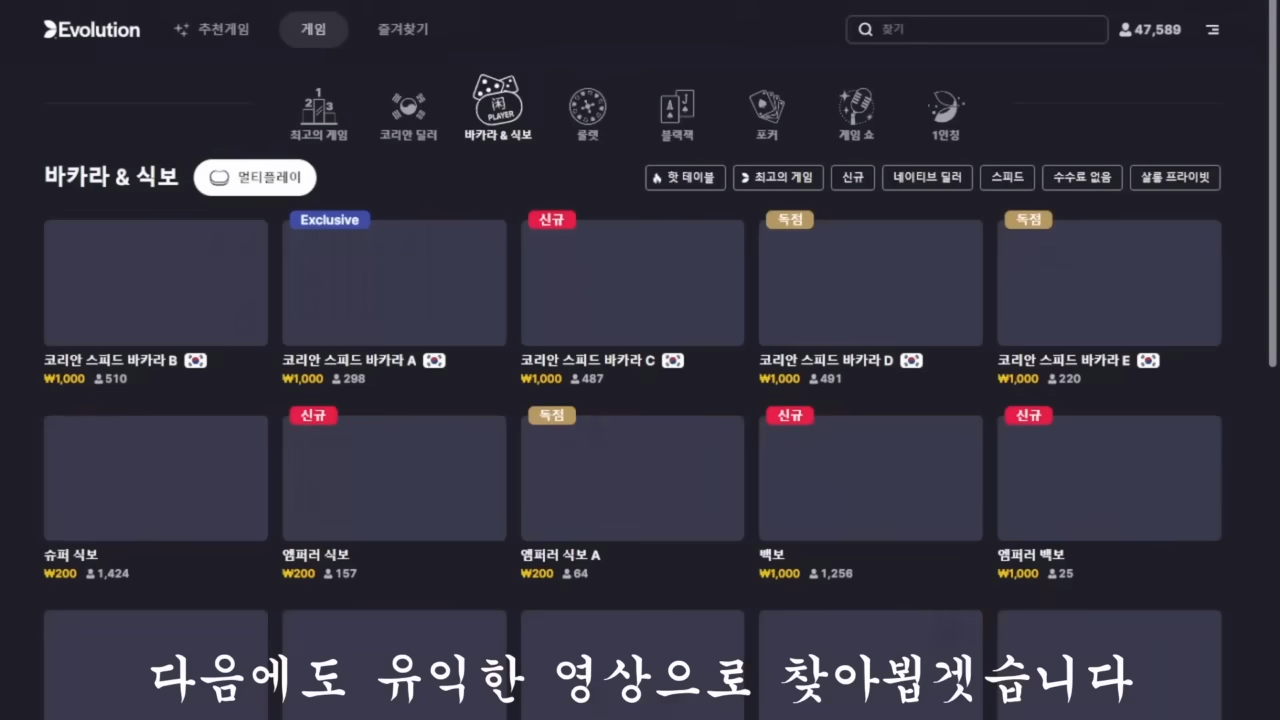 Evolution 추천게임 게임 즐겨찾기 찾기 47,589
1 2 3 闲 PLAYER A J
최고의 게임 코리안 딜러 바카라 & 식보 룰렛 블랙잭 포커 게임 쇼 1인칭
바카라 & 식보 멀티플레이 핫 테이블 최고의 게임 신규 네이티브 딜러 스피드 수수료 없음 살롱 프라이빗
Exclusive 신규 독점 독점
코리안 스피드 바카라 B 코리안 스피드 바카라 A 코리안 스피드 바카라 C 코리안 스피드 바카라 D 코리안 스피드 바카라 E
₩1,000 510 ₩1,000 298 ₩1,000 487 ₩1,000 491 ₩1,000 220
신규 독점 신규 신규
슈퍼 식보 엠퍼러 식보 엠퍼러 식보 A 백보 엠퍼러 백보
₩200 1,424 ₩200 157 ₩200 64 ₩1,000 1,256 ₩1,000 25
다음에도 유익한 영상으로 찾아뵙겟습니다